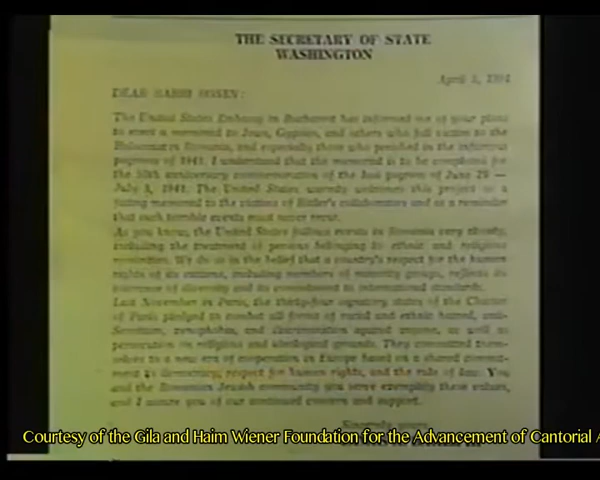 THE SECRETARY OF STATE
WASHINGTON
April 5, 1991
DEAR RABBI ROSEN:
The United States Embassy in Bucharest has informed me of your plans
to erect a memorial to Jews, Gypsies, and others who fell victim to the
Holocaust in Romania, and especially those who perished in the infamous
pogroms of 1941. I understand that the memorial is to be completed for
the 50th anniversary commemoration of the Iasi pogrom of June 29 —
July 5, 1941. The United States warmly welcomes this project as a
fitting memorial to the victims of Hitler's collaborators and as a reminder
that such terrible events must never recur.
As you know, the United States follows events in Romania very closely,
including the treatment of persons belonging to ethnic and religious
minorities. We do so in the belief that a country's respect for the human
rights of its citizens, including members of minority groups, reflects its
tolerance of diversity and its commitment to international standards.
Last November in Paris, the thirty-four signatory states of the Charter
of Paris pledged to combat all forms of racial and ethnic hatred, anti-
Semitism, xenophobia, and discrimination against anyone, as well as
persecution on religious and ideological grounds. They committed them-
selves to a new era of cooperation in Europe based on a shared commit-
ment to democracy, respect for human rights, and the rule of law. You
and the Romanian Jewish community you serve exemplify these values,
and I assure you of our continued concern and support.
Sincerely yours,
Courtesy of the Gila and Haim Wiener Foundation for the Advancement of Cantorial A